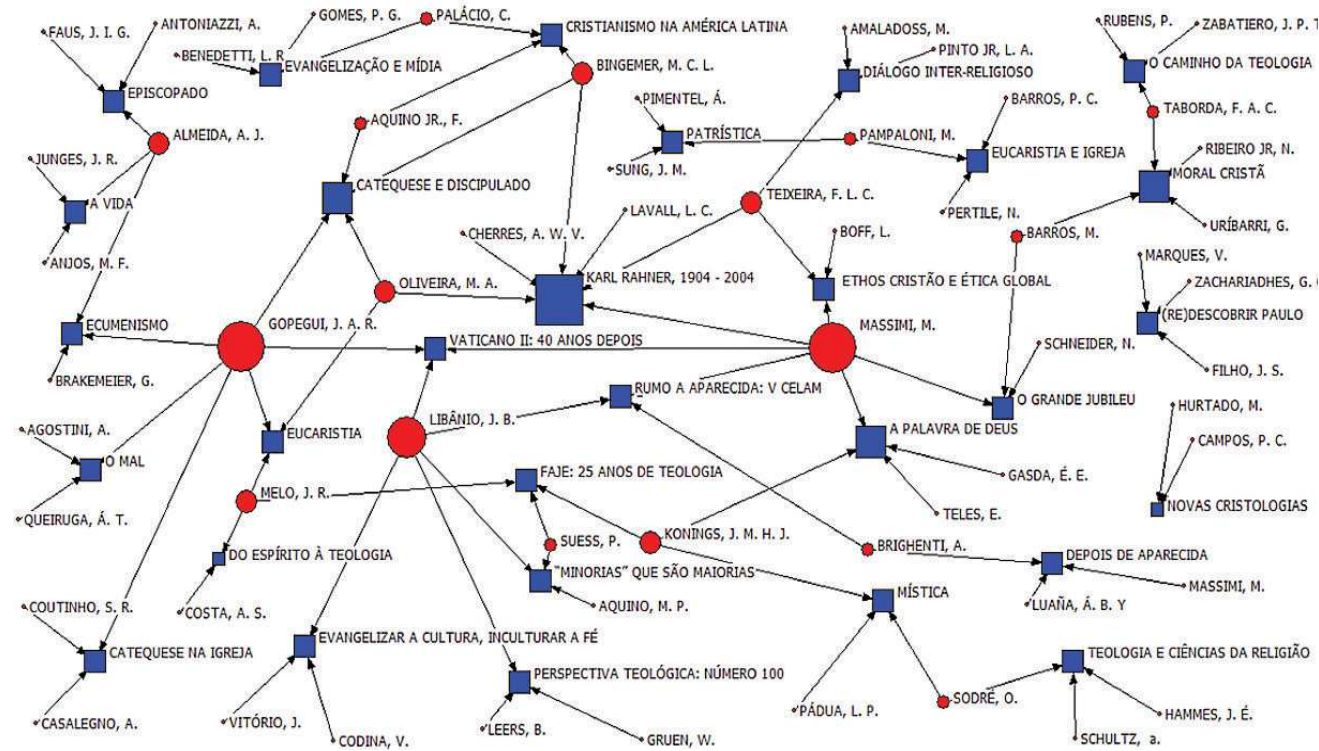 FAUS, J. I. G.
ANTONIAZZI, A.
GOMES, P. G.
PALÁCIO, C.
CRISTIANISMO NA AMÉRICA LATINA
AMALADOSS, M.
RUBENS, P.
ZABATIERO, J. P. T
BENEDETTI, L. R
EVANGELIZAÇÃO E MÍDIA
BINGEMER, M. C. L.
PINTO JR, L. A.
DIÁLOGO INTER-RELIGIOSO
O CAMINHO DA TEOLOGIA
EPISCOPADO
PIMENTEL, Á.
BARROS, P. C.
TABORDA, F. A. C.
ALMEIDA, A. J.
AQUINO JR., F.
PATRÍSTICA
PAMPALONI, M.
EUCARISTIA E IGREJA
RIBEIRO JR, N.
JUNGES, J. R.
SUNG, J. M.
MORAL CRISTÃ
CATEQUESE E DISCIPULADO
TEIXEIRA, F. L. C.
A VIDA
LAVALL, L. C.
PERTILE, N.
URÍBARRI, G.
CHERRES, A. W. V.
BOFF, L.
BARROS, M.
ANJOS, M. F.
MARQUES, V.
KARL RAHNER, 1904 - 2004
ETHOS CRISTÃO E ÉTICA GLOBAL
ZACHARIADHES, G. (
OLIVEIRA, M. A.
(RE)DESCOBRIR PAULO
ECUMENISMO
GOPEGUI, J. A. R.
VATICANO II: 40 ANOS DEPOIS
MASSIMI, M.
SCHNEIDER, N.
FILHO, J. S.
BRAKEMEIER, G.
RUMO A APARECIDA: V CELAM
O GRANDE JUBILEU
HURTADO, M.
LIBÂNIO, J. B.
AGOSTINI, A.
EUCARISTIA
A PALAVRA DE DEUS
CAMPOS, P. C.
O MAL
FAJE: 25 ANOS DE TEOLOGIA
GASDA, É. E.
MELO, J. R.
NOVAS CRISTOLOGIAS
QUEIRUGA, Á. T.
TELES, E.
SUESS, P.
KONINGS, J. M. H. J.
DO ESPÍRITO À TEOLOGIA
BRIGHENTI, A.
DEPOIS DE APARECIDA
"MINORIAS" QUE SÃO MAIORIAS
MASSIMI, M.
COUTINHO, S. R.
COSTA, A. S.
AQUINO, M. P.
MÍSTICA
LUAÑA, Á. B. Y
EVANGELIZAR A CULTURA, INCULTURAR A FÉ
CATEQUESE NA IGREJA
TEOLOGIA E CIÊNCIAS DA RELIGIÃO
PERSPECTIVA TEOLÓGICA: NÚMERO 100
CASALEGNO, A.
VITÓRIO, J.
LEERS, B.
PÁDUA, L. P.
SODRÉ, O.
HAMMES, J. É.
CODINA, V.
GRUEN, W.
SCHULTZ, a.